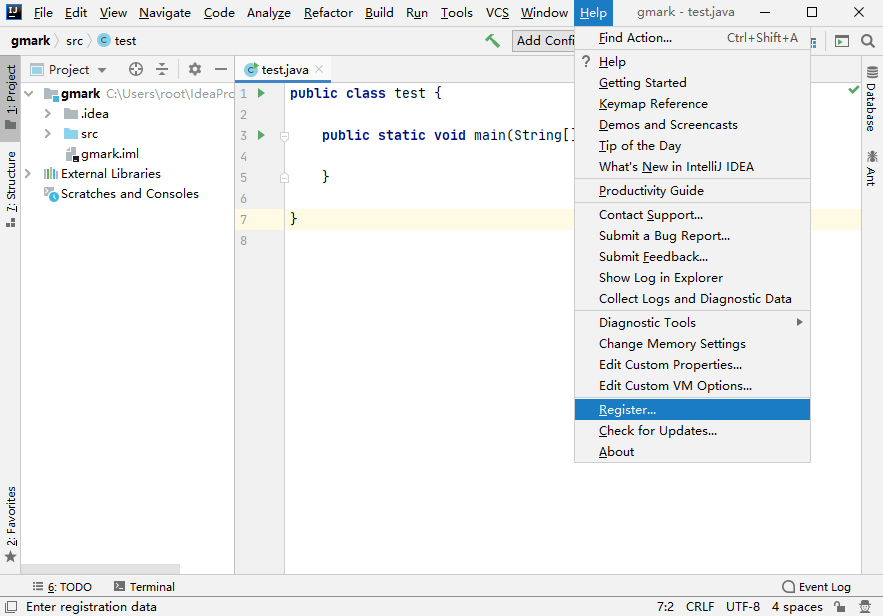 IJ File Edit View Navigate Code Analyze Refactor Build Run Tools VCS Window Help gmark - test.java
gmark src C test Add Confi
1: Project
7: Structure
2: Favorites
Project
gmark C:\Users\root\IdeaPro
.idea
src
gmark.iml
External Libraries
Scratches and Consoles
C test.java
1 public class test {
2
3 public static void main(String[]
4
5 }
6
7 }
8
Find Action... Ctrl+Shift+A
? Help
Getting Started
Keymap Reference
Demos and Screencasts
Tip of the Day
What's New in IntelliJ IDEA
Productivity Guide
Contact Support...
Submit a Bug Report...
Submit Feedback...
Show Log in Explorer
Collect Logs and Diagnostic Data
Diagnostic Tools
Change Memory Settings
Edit Custom Properties...
Edit Custom VM Options...
Register...
Check for Updates...
About
Database
Ant
6: TODO Terminal Event Log
Enter registration data 7:2 CRLF UTF-8 4 spaces